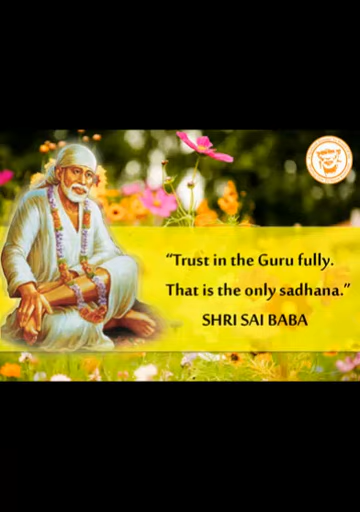 “Trust in the Guru fully.
That is the only sadhana.”
SHRI SAI BABA